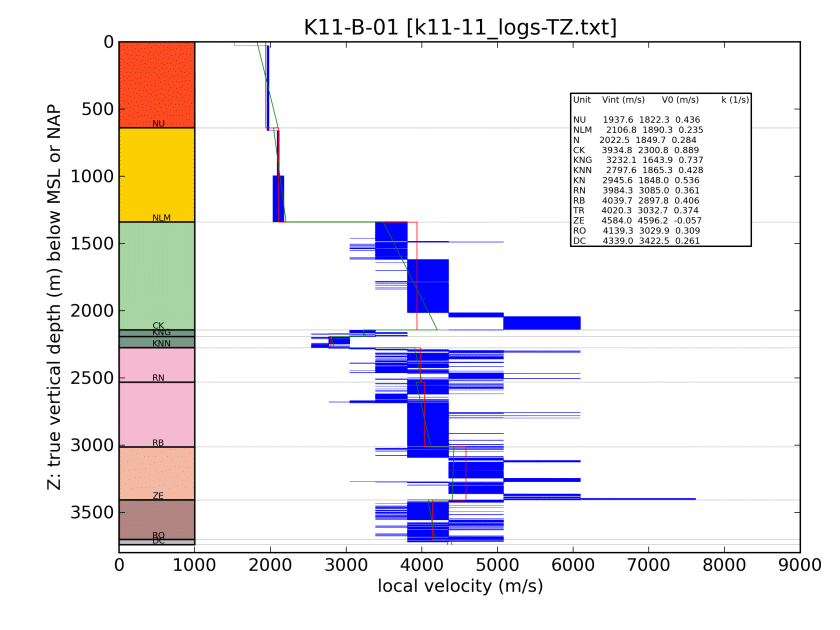 K11-B-01 [k11-11_logs-TZ.txt]
Z: true vertical depth (m) below MSL or NAP
0
500
1000
1500
2000
2500
3000
3500
NU
NLM
CK
KNG
KNN
RN
RB
ZE
RO
DC
Unit Vint (m/s) V0 (m/s) k (1/s)
NU 1937.6 1822.3 0.436
NLM 2106.8 1890.3 0.235
N 2022.5 1849.7 0.284
CK 3934.8 2300.8 0.889
KNG 3232.1 1643.9 0.737
KNN 2797.6 1865.3 0.428
KN 2945.6 1848.0 0.536
RN 3984.3 3085.0 0.361
RB 4039.7 2897.8 0.406
TR 4020.3 3032.7 0.374
ZE 4584.0 4596.2 -0.057
RO 4139.3 3029.9 0.309
DC 4339.0 3422.5 0.261
0 1000 2000 3000 4000 5000 6000 7000 8000 9000
local velocity (m/s)